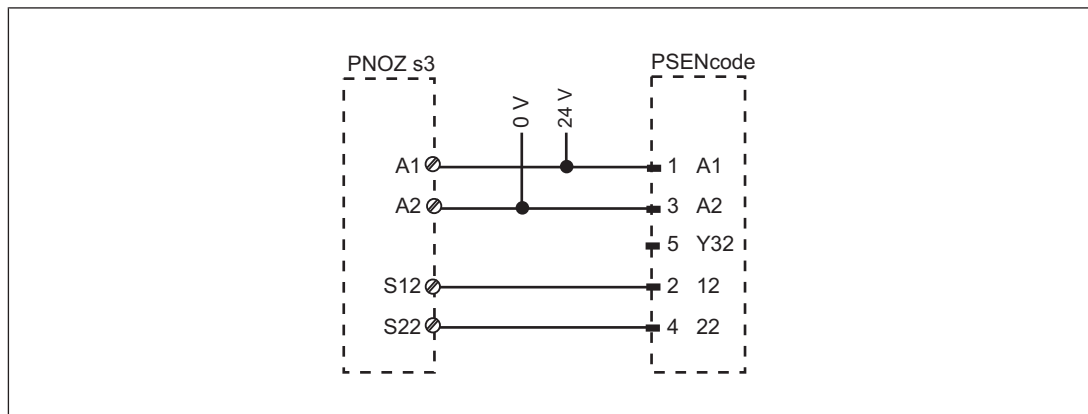 PNOZ s3
PSENcode
0 V
24 V
A1
1 A1
A2
3 A2
5 Y32
S12
2 12
S22
4 22